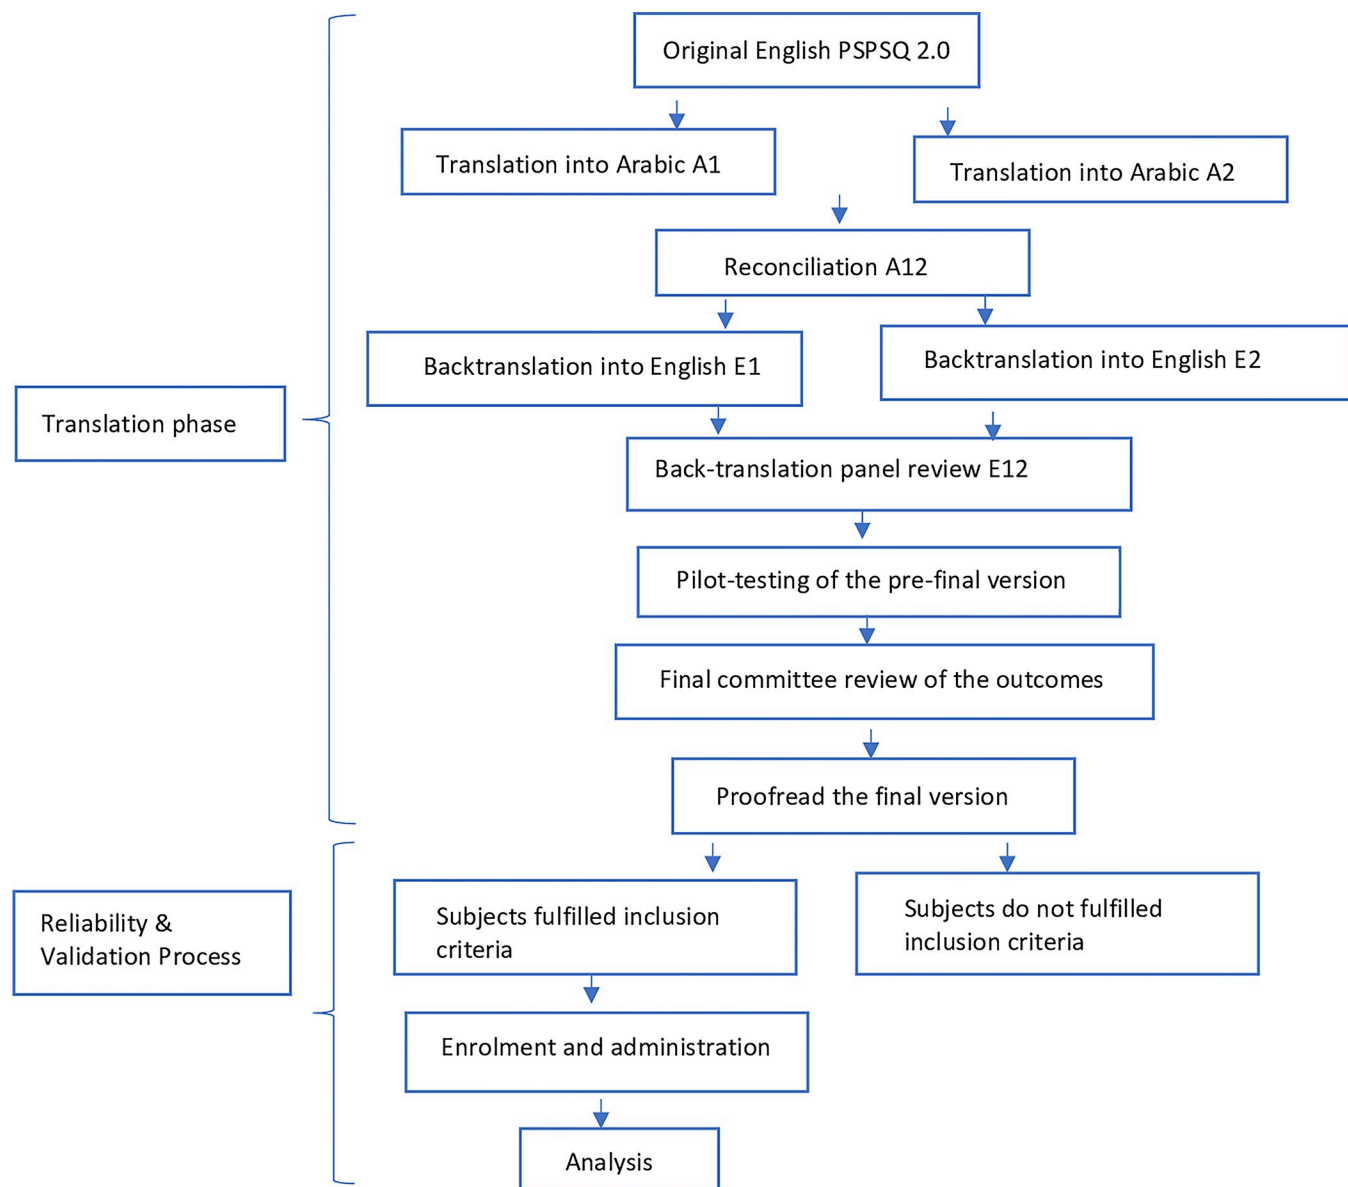 Original English PSPSQ 2.0
Translation into Arabic A1
Translation into Arabic A2
Reconciliation A12
Backtranslation into English E1
Backtranslation into English E2
Translation phase
Back-translation panel review E12
Pilot-testing of the pre-final version
Final committee review of the outcomes
Proofread the final version
Reliability &
Validation Process
Subjects fulfilled inclusion
criteria
Subjects do not fulfilled
inclusion criteria
Enrolment and administration
Analysis